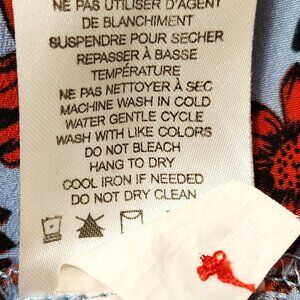 NE PAS UTILISER D'AGENT
DE BLANCHIMENT
SUSPENDRE POUR SÉCHER
REPASSER À BASSE
TEMPÉRATURE
NE PAS NETTOYER À SEC
MACHINE WASH IN COLD
WATER GENTLE CYCLE
WASH WITH LIKE COLORS
DO NOT BLEACH
HANG TO DRY
COOL IRON IF NEEDED
DO NOT DRY CLEAN